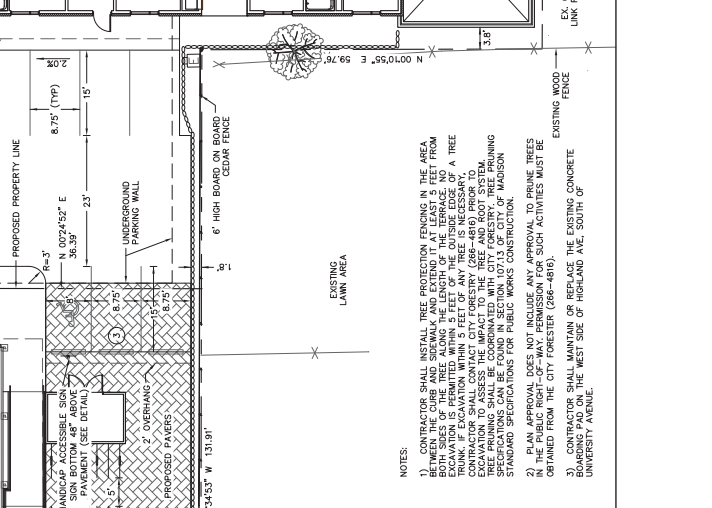 PROPOSED PROPERTY LINE
2.0%
8.75' (TYP)
15'
23'
R=3'
N 00°24'52" E
36.39'
UNDERGROUND
PARKING WALL
6' HIGH BOARD ON BOARD
CEDAR FENCE
1.8'
N 00°10'55" E 59.76'
3.8'
EX.
LINK
EXISTING WOOD
FENCE
EXISTING
LAWN AREA
8'
8.75'
8.75'
15'
3
HANDICAP ACCESSIBLE SIGN
SIGN BOTTOM 48" ABOVE
PAVEMENT (SEE DETAIL)
2' OVERHANG
PROPOSED PAVERS
5'
34'53" W 131.91'
NOTES:
1) CONTRACTOR SHALL INSTALL TREE PROTECTION FENCING IN THE AREA
BETWEEN THE CURB AND SIDEWALK AND EXTEND IT AT LEAST 5 FEET FROM
BOTH SIDES OF THE TREE ALONG THE LENGTH OF THE TERRACE. NO
EXCAVATION IS PERMITTED WITHIN 5 FEET OF THE OUTSIDE EDGE OF A TREE
TRUNK. IF EXCAVATION WITHIN 5 FEET OF ANY TREE IS NECESSARY,
CONTRACTOR SHALL CONTACT CITY FORESTRY (266-4816) PRIOR TO
EXCAVATION TO ASSESS THE IMPACT TO THE TREE AND ROOT SYSTEM.
TREE PRUNING SHALL BE COORDINATED WITH CITY FORESTRY. TREE PRUNING
SPECIFICATIONS CAN BE FOUND IN SECTION 107.13 OF CITY OF MADISON
STANDARD SPECIFICATIONS FOR PUBLIC WORKS CONSTRUCTION.
2) PLAN APPROVAL DOES NOT INCLUDE ANY APPROVAL TO PRUNE TREES
IN THE PUBLIC RIGHT-OF-WAY. PERMISSION FOR SUCH ACTIVITIES MUST BE
OBTAINED FROM THE CITY FORESTER (266-4816).
3) CONTRACTOR SHALL MAINTAIN OR REPLACE THE EXISTING CONCRETE
BOARDING PAD ON THE WEST SIDE OF HIGHLAND AVE, SOUTH OF
UNIVERSITY AVENUE.